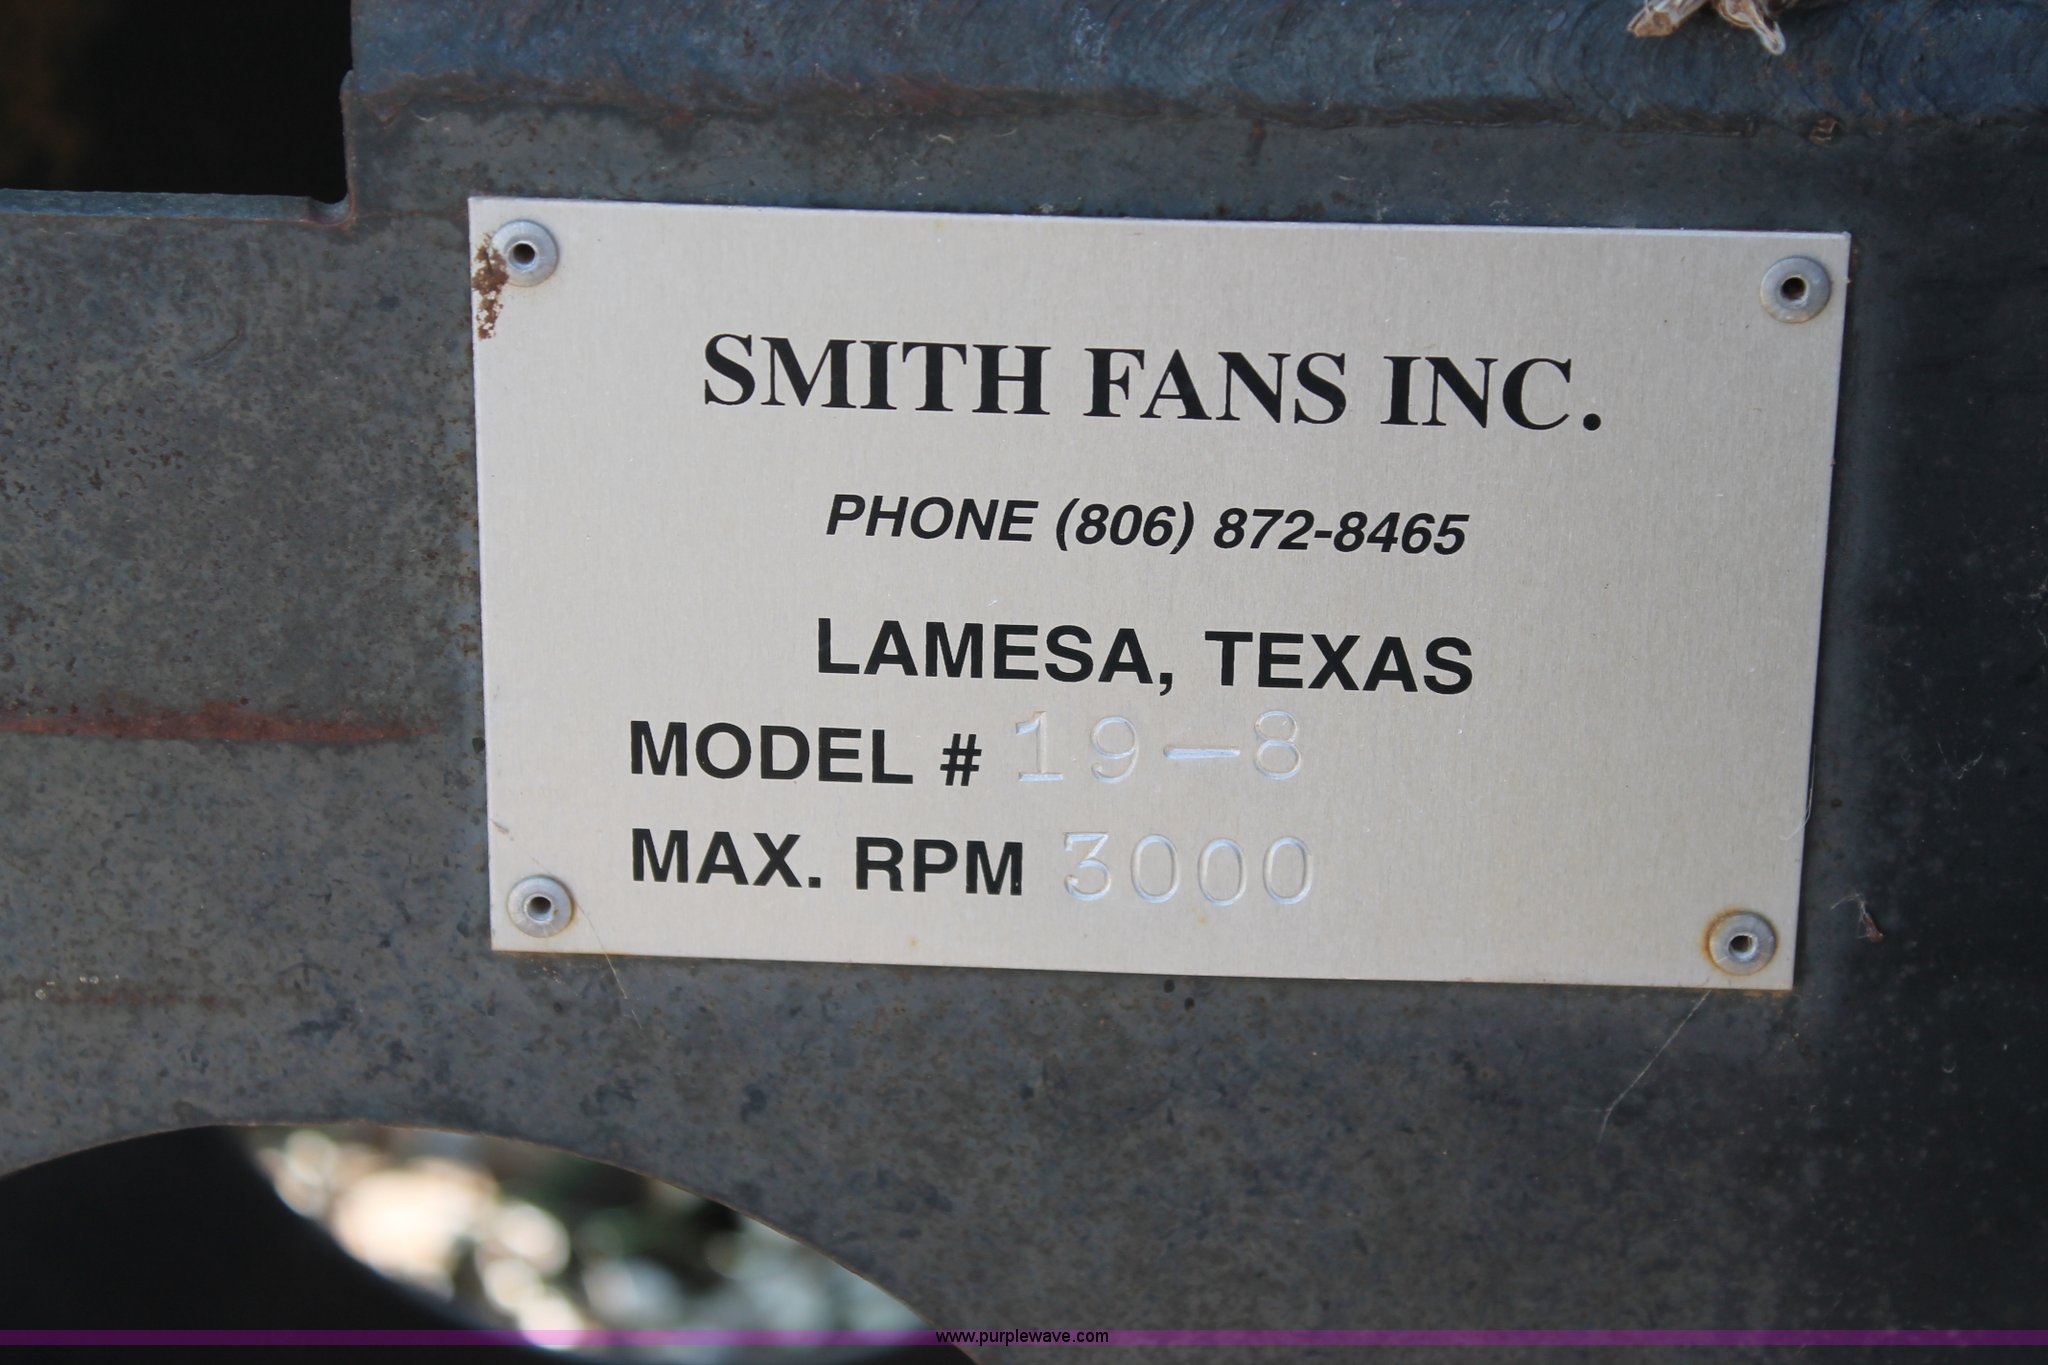 SMITH FANS INC.
PHONE (806) 872-8465
LAMESA, TEXAS
MODEL # 19-8
MAX. RPM 3000
www.purplewave.com